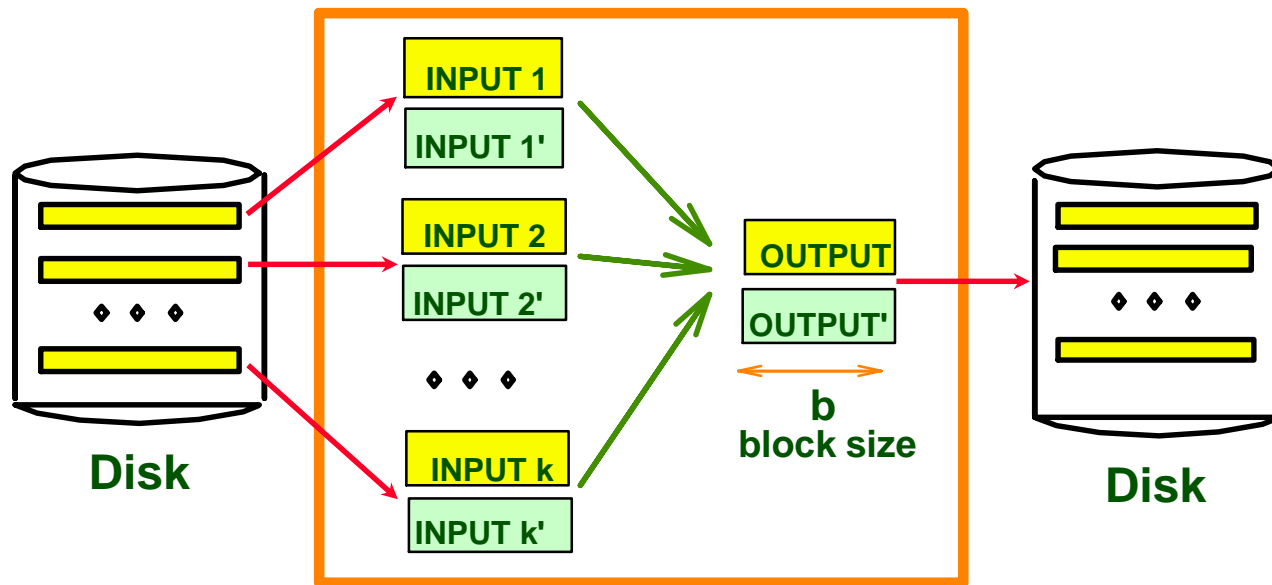 INPUT 1
INPUT 1'
INPUT 2
INPUT 2'
INPUT k
INPUT k'
OUTPUT
OUTPUT'
b
block size
Disk
Disk